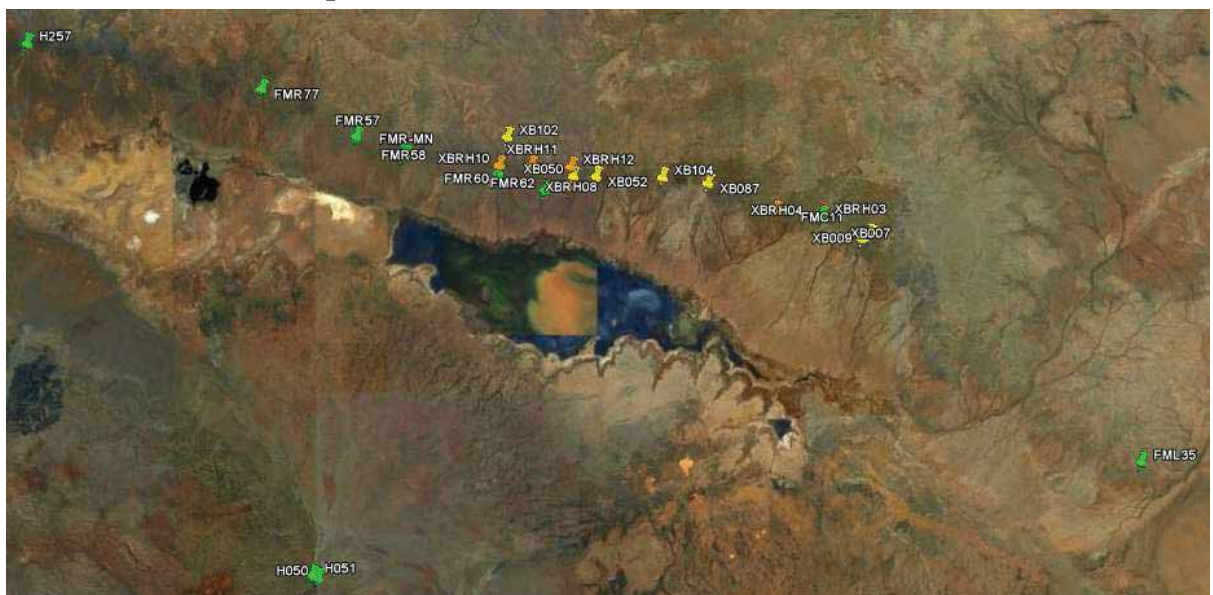 H257
FMR77
FMR57
FMR-MN
FMR58
XB102
XBRH11
XBRH10
XB050
XBRH12
FMR60
FMR62
XBRH08
XB052
XB104
XB087
XBRH04
XBRH03
FMC11
XB009
XB007
FML35
H050
H051